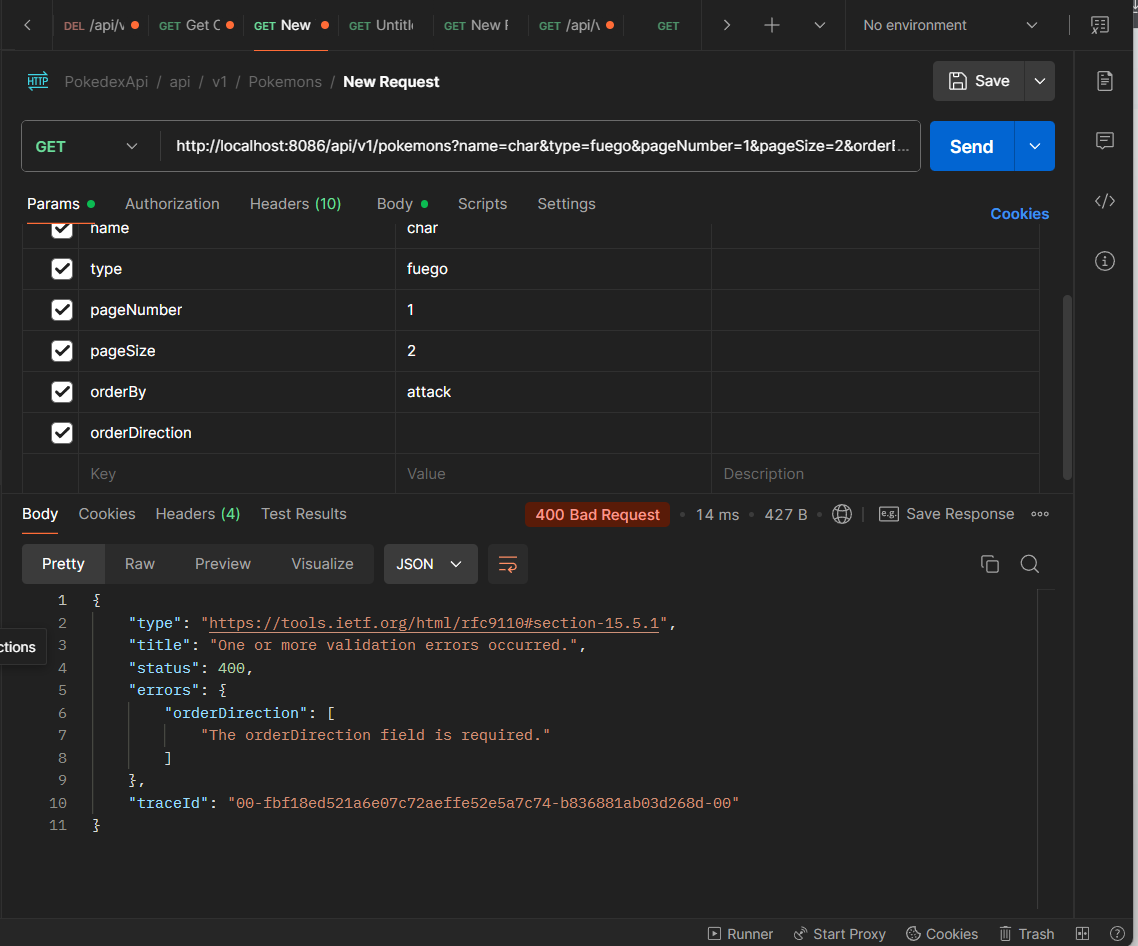 DEL /api/v
GET Get C
GET New
GET Untitl
GET New F
GET /api/v
GET
No environment
HTTP
PokedexApi / api / v1 / Pokemons / New Request
Save
GET
http://localhost:8086/api/v1/pokemons?name=char&type=fuego&pageNumber=1&pageSize=2&orderE...
Send
Params
Authorization
Headers (10)
Body
Scripts
Settings
Cookies
name char
type fuego
pageNumber 1
pageSize 2
orderBy attack
orderDirection
Key Value Description
Body
Cookies
Headers (4)
Test Results
400 Bad Request
14 ms
427 B
e.g. Save Response
Pretty
Raw
Preview
Visualize
JSON
1 {
2 "type": "https://tools.ietf.org/html/rfc9110#section-15.5.1",
ctions
3 "title": "One or more validation errors occurred.",
4 "status": 400,
5 "errors": {
6 "orderDirection": [
7 "The orderDirection field is required."
8 ]
9 },
10 "traceId": "00-fbf18ed521a6e07c72aeffe52e5a7c74-b836881ab03d268d-00"
11 }
Runner
Start Proxy
Cookies
Trash